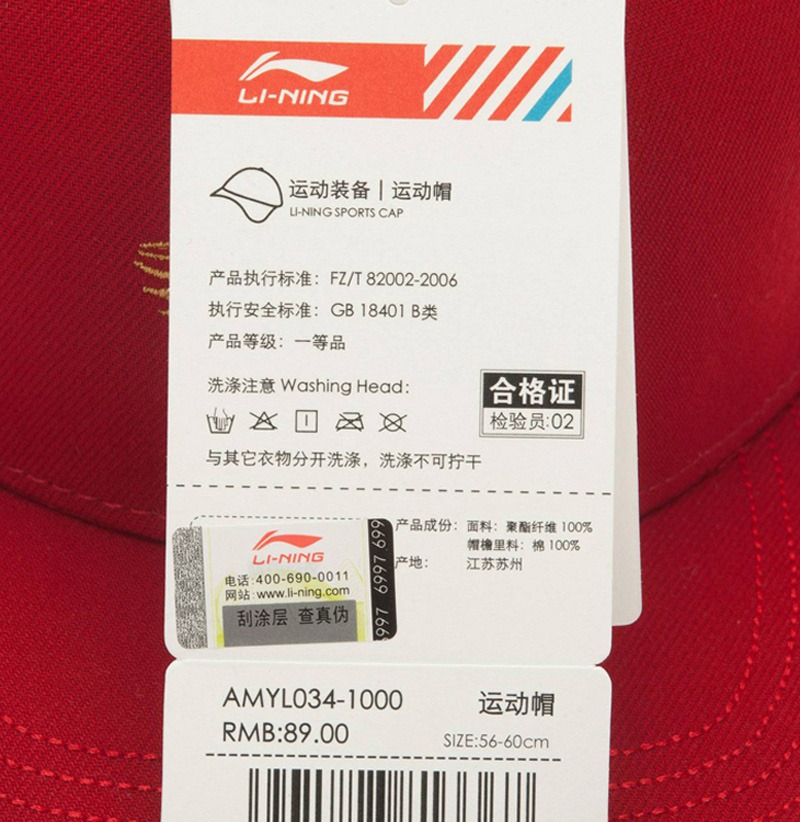 LI-NING
运动装备 | 运动帽
LI-NING SPORTS CAP
产品执行标准： FZ/T 82002-2006
执行安全标准： GB 18401 B类
产品等级： 一等品
洗涤注意 Washing Head:
合格证
检验员:02
与其它衣物分开洗涤，洗涤不可拧干
产品成份： 面料：聚酯纤维 100%
帽檐里料：棉 100%
产地： 江苏苏州
LI-NING
电话:400-690-0011
网站:www.li-ning.com
刮涂层 查真伪
6997 6997 699
AMYL034-1000 运动帽
RMB:89.00 SIZE:56-60cm